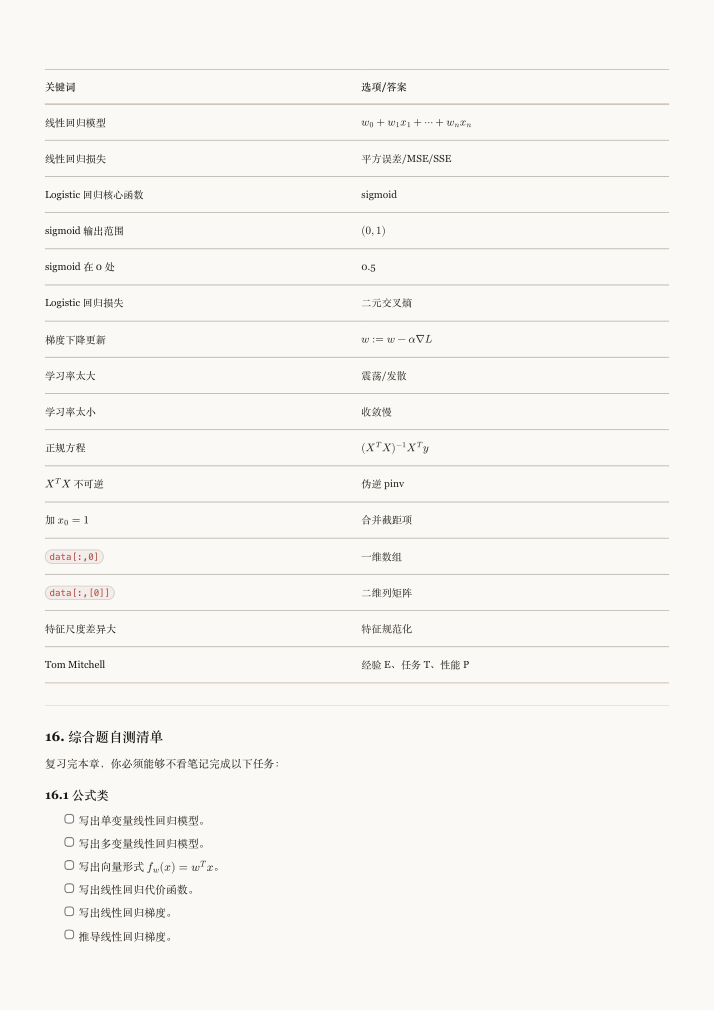 关键词 选项/答案
线性回归模型 w₀ + w₁x₁ + ⋯ + wₙxₙ
线性回归损失 平方误差/MSE/SSE
Logistic 回归核心函数 sigmoid
sigmoid 输出范围 (0, 1)
sigmoid 在 0 处 0.5
Logistic 回归损失 二元交叉熵
梯度下降更新 w := w − α∇L
学习率太大 震荡/发散
学习率太小 收敛慢
正规方程 (XᵀX)⁻¹Xᵀy
XᵀX 不可逆 伪逆 pinv
加 x₀ = 1 合并截距项
data[:,0] 一维数组
data[:,[0]] 二维列矩阵
特征尺度差异大 特征规范化
Tom Mitchell 经验 E、任务 T、性能 P
16. 综合题自测清单
复习完本章，你必须能够不看笔记完成以下任务：
16.1 公式类
写出单变量线性回归模型。
写出多变量线性回归模型。
写出向量形式 f_w(x) = wᵀx。
写出线性回归代价函数。
写出线性回归梯度。
推导线性回归梯度。